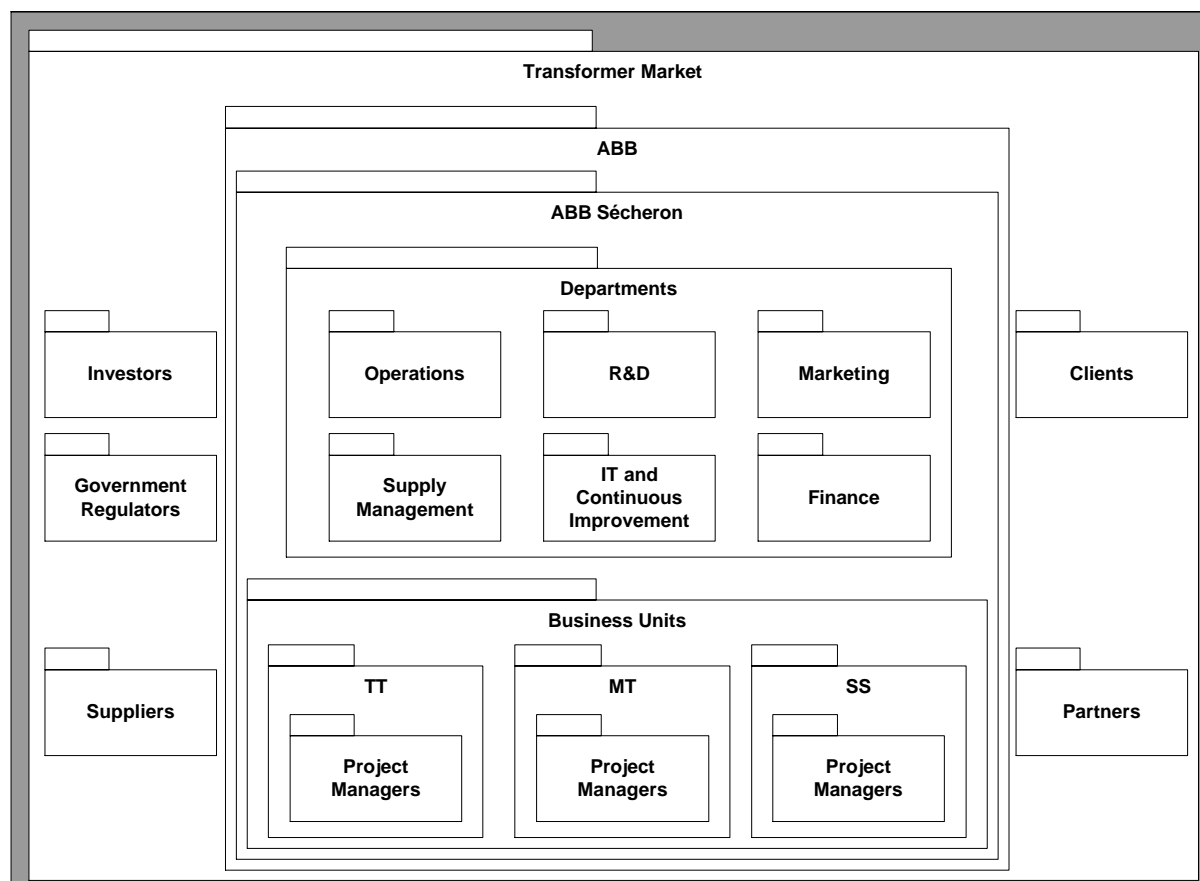 Transformer Market
ABB
ABB Sécheron
Departments
Investors
Operations
R&D
Marketing
Clients
Government
Regulators
Supply
Management
IT and
Continuous
Improvement
Finance
Business Units
TT
MT
SS
Suppliers
Project
Managers
Project
Managers
Project
Managers
Partners